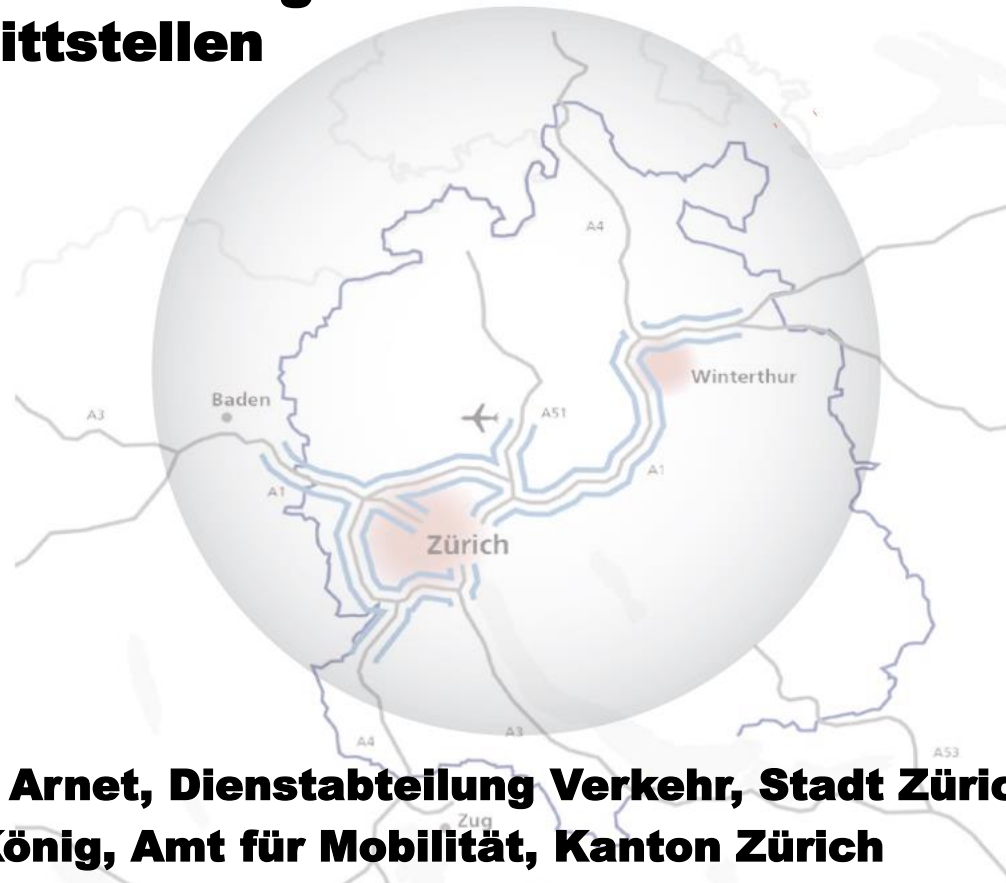 ittstellen
A4
Winterthur
Baden
A3
A51
A1
A1
Zürich
A4
A3
A53
Arnet, Dienstabteilung Verkehr, Stadt Züric
Zug
König, Amt für Mobilität, Kanton Zürich